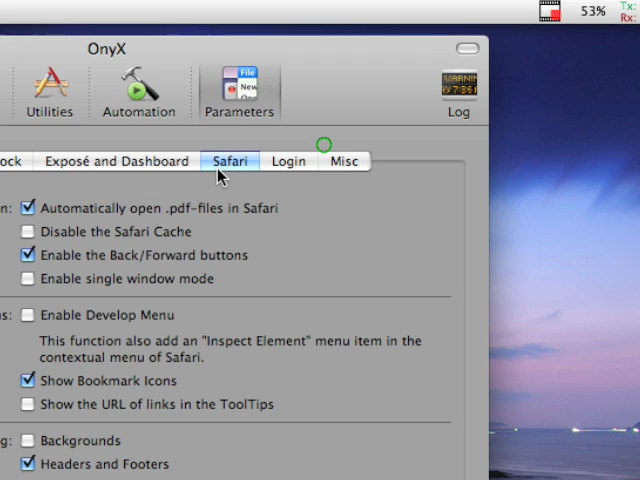 53%
Tx:
Rx:
OnyX
File
New
WARNIN
Utilities
Automation
Parameters
Log
ock
Exposé and Dashboard
Safari
Login
Misc
n:
Automatically open .pdf-files in Safari
Disable the Safari Cache
Enable the Back/Forward buttons
Enable single window mode
s:
Enable Develop Menu
This function also add an "Inspect Element" menu item in the
contextual menu of Safari.
Show Bookmark Icons
Show the URL of links in the ToolTips
g:
Backgrounds
Headers and Footers